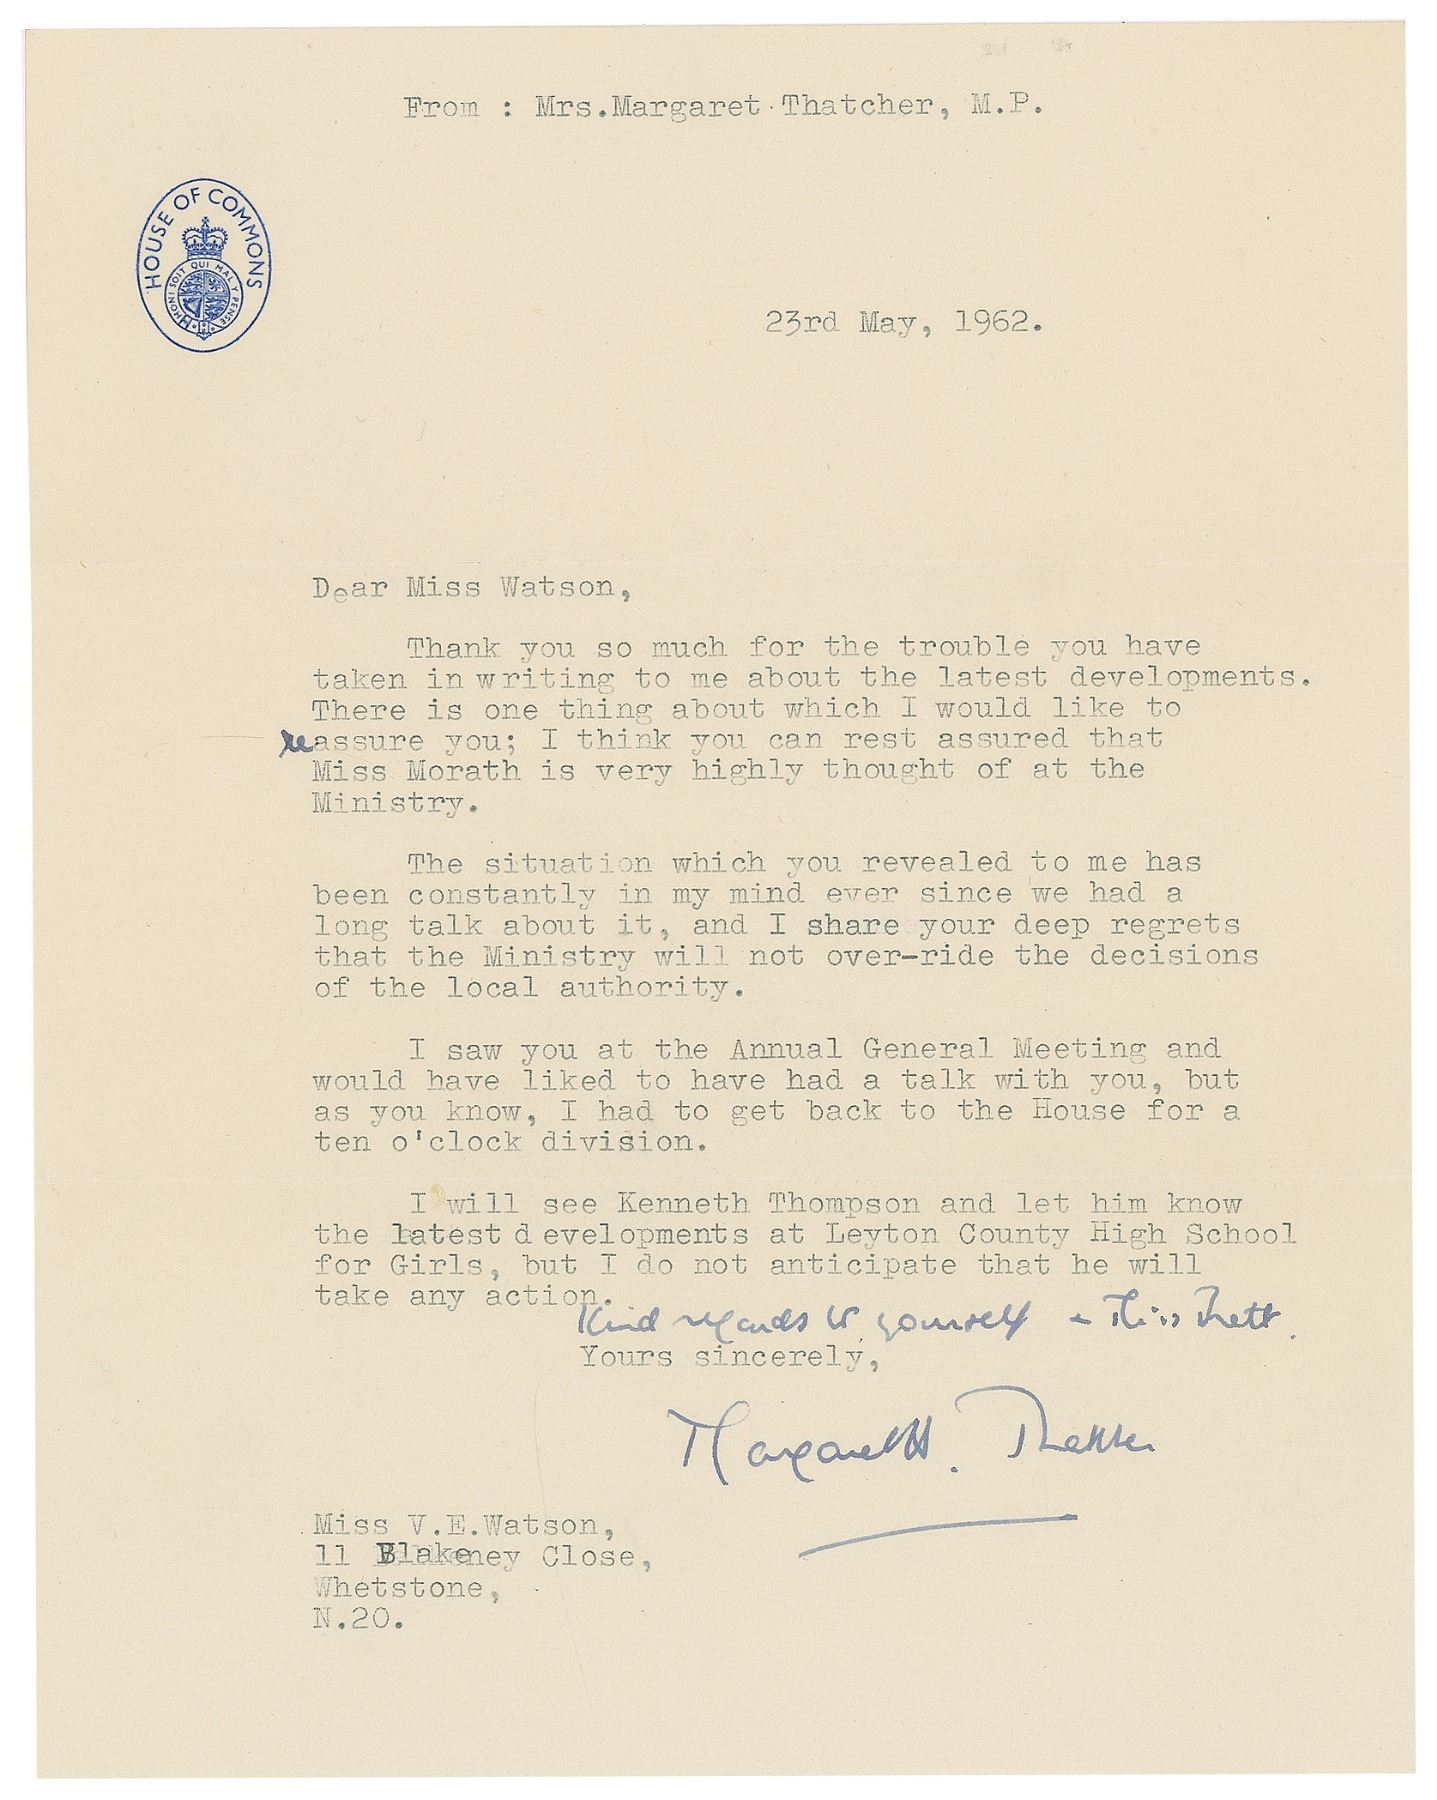 From : Mrs.Margaret Thatcher, M.P.
HOUSE OF COMMONS
HONI SOIT QUI MAL Y PENSE
23rd May, 1962.
Dear Miss Watson,
Thank you so much for the trouble you have
taken in writing to me about the latest developments.
There is one thing about which I would like to
reassure you; I think you can rest assured that
Miss Morath is very highly thought of at the
Ministry.
The situation which you revealed to me has
been constantly in my mind ever since we had a
long talk about it, and I share your deep regrets
that the Ministry will not over-ride the decisions
of the local authority.
I saw you at the Annual General Meeting and
would have liked to have had a talk with you, but
as you know, I had to get back to the House for a
ten o'clock division.
I will see Kenneth Thompson and let him know
the latest developments at Leyton County High School
for Girls, but I do not anticipate that he will
take any action.
Kind regards to yourself + Miss
Yours sincerely,
Margaret H. Thatcher
Miss V.E.Watson,
11 Blakeney Close,
Whetstone,
N.20.